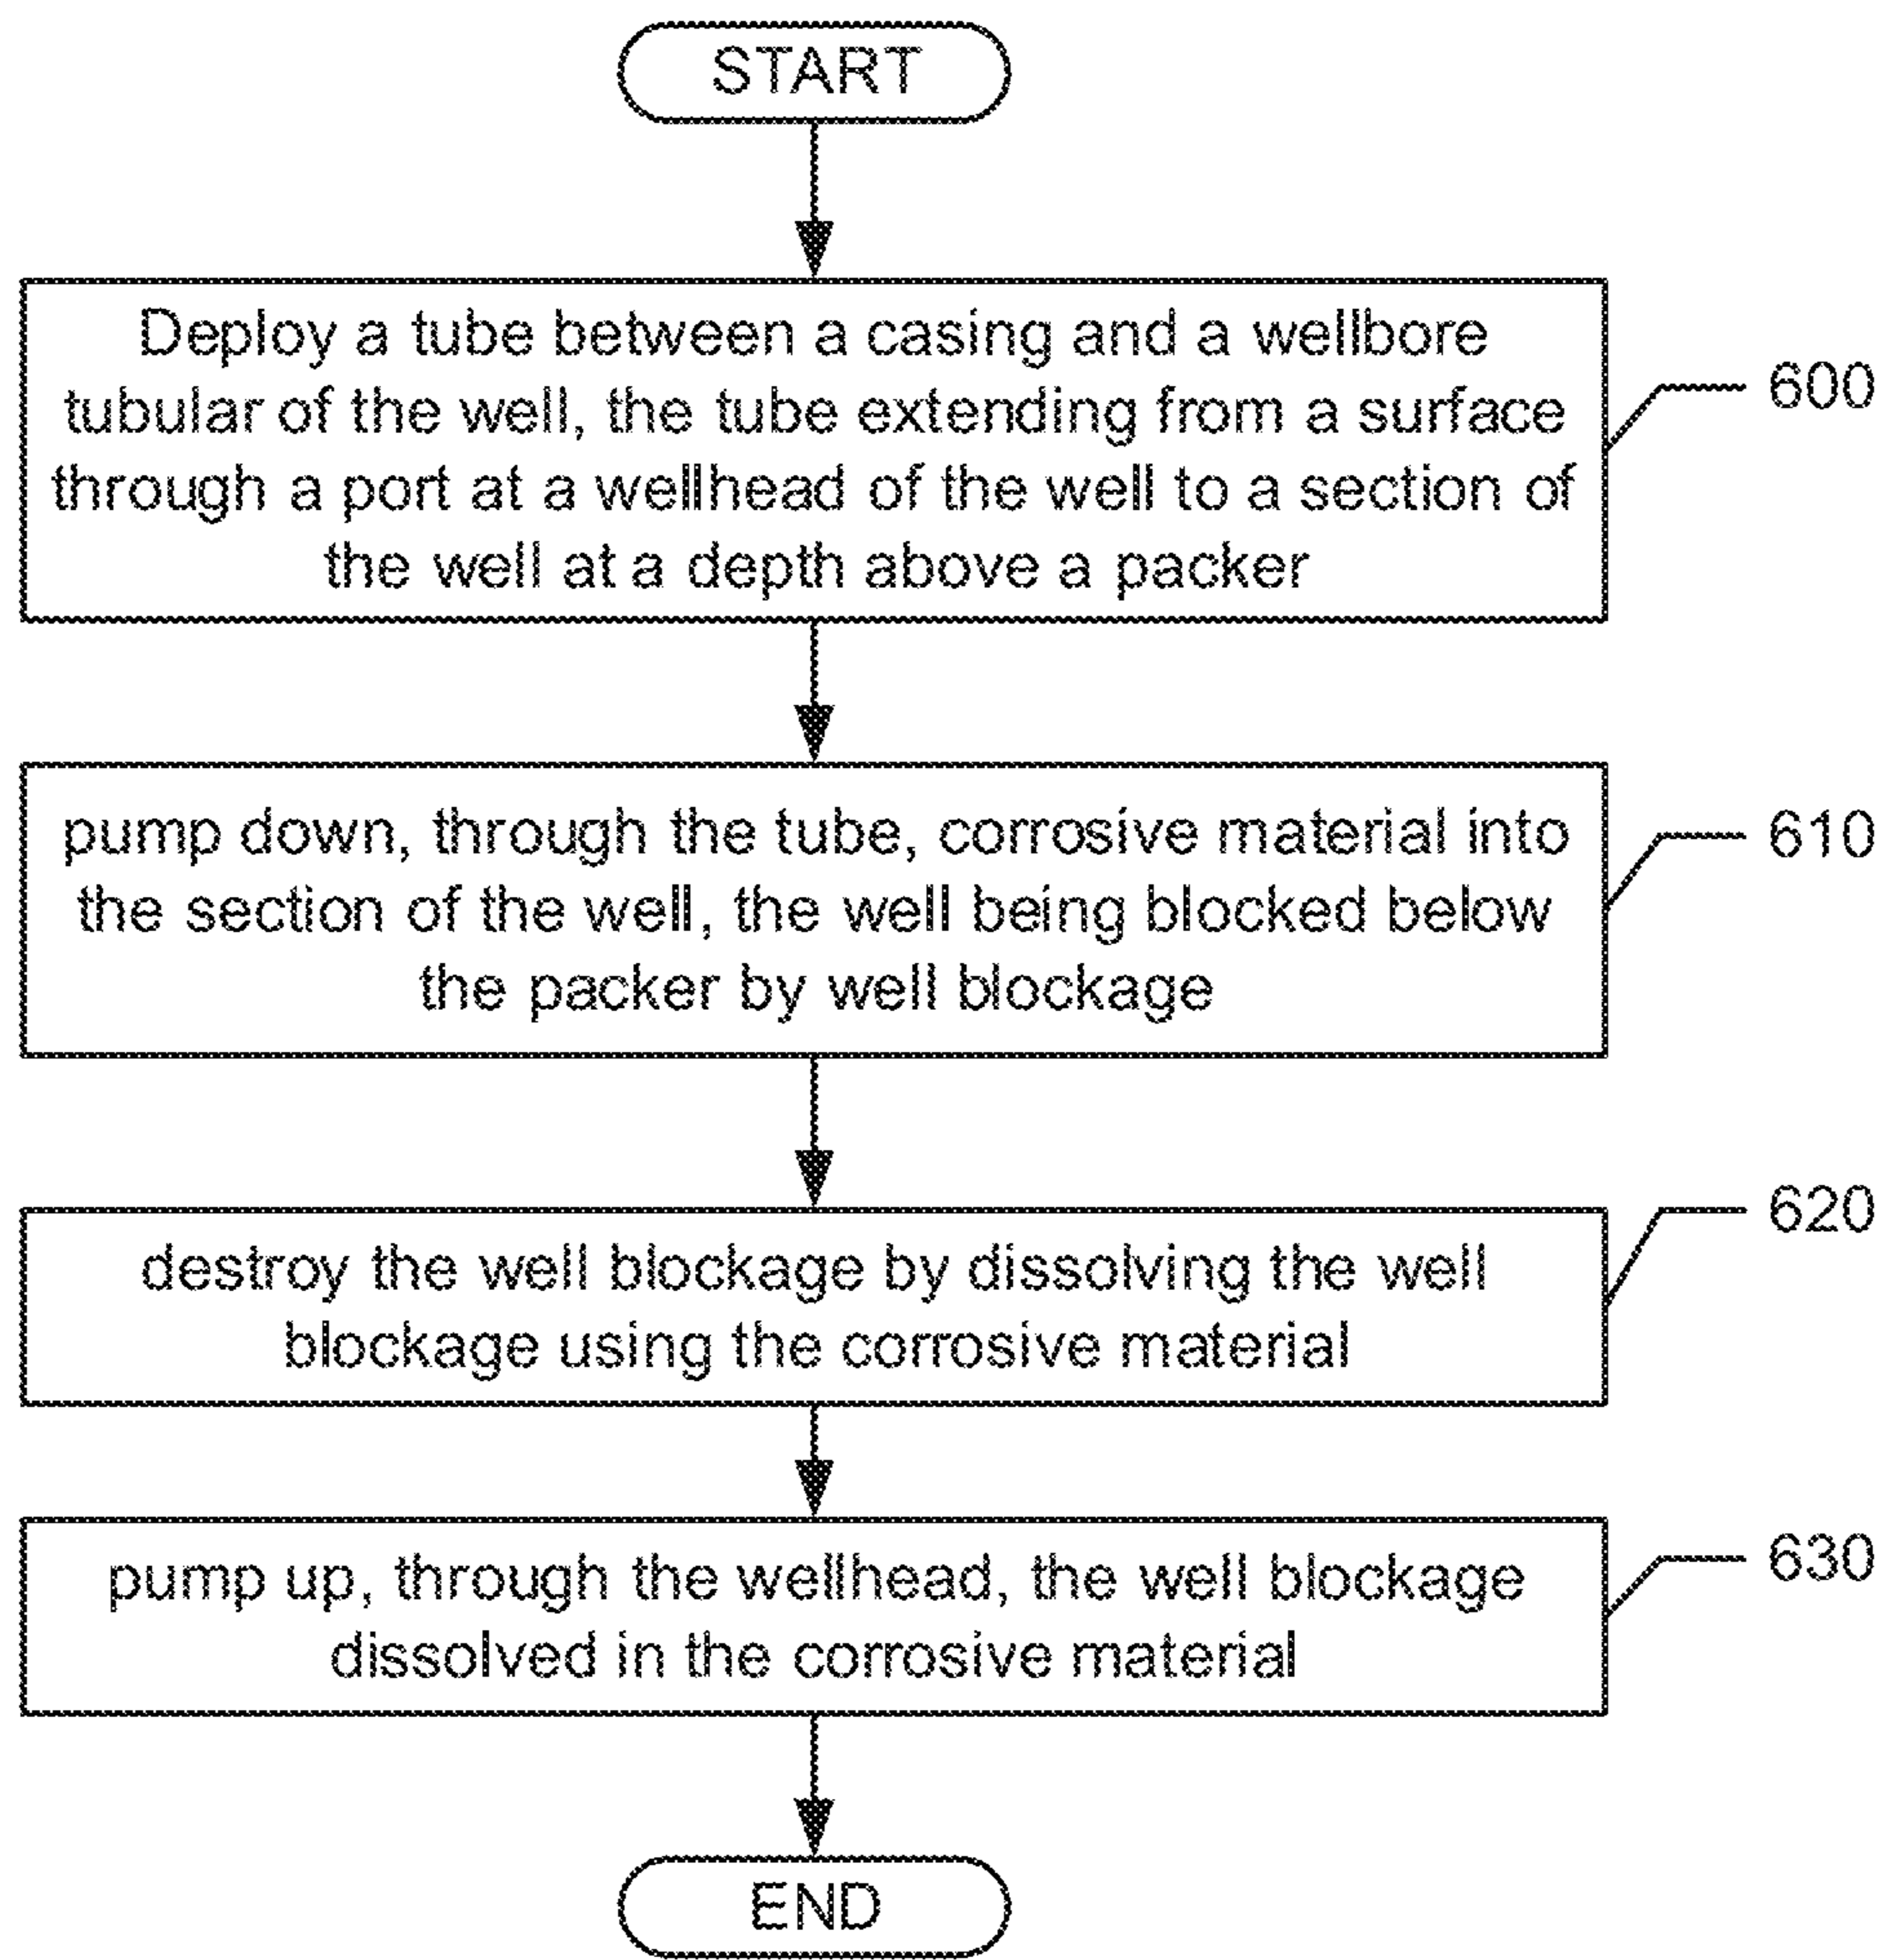 START
Deploy a tube between a casing and a wellbore
tubular of the well, the tube extending from a surface
through a port at a wellhead of the well to a section of
the well at a depth above a packer
600
pump down, through the tube, corrosive material into
the section of the well, the well being blocked below
the packer by well blockage
610
destroy the well blockage by dissolving the well
blockage using the corrosive material
620
pump up, through the wellhead, the well blockage
dissolved in the corrosive material
630
END